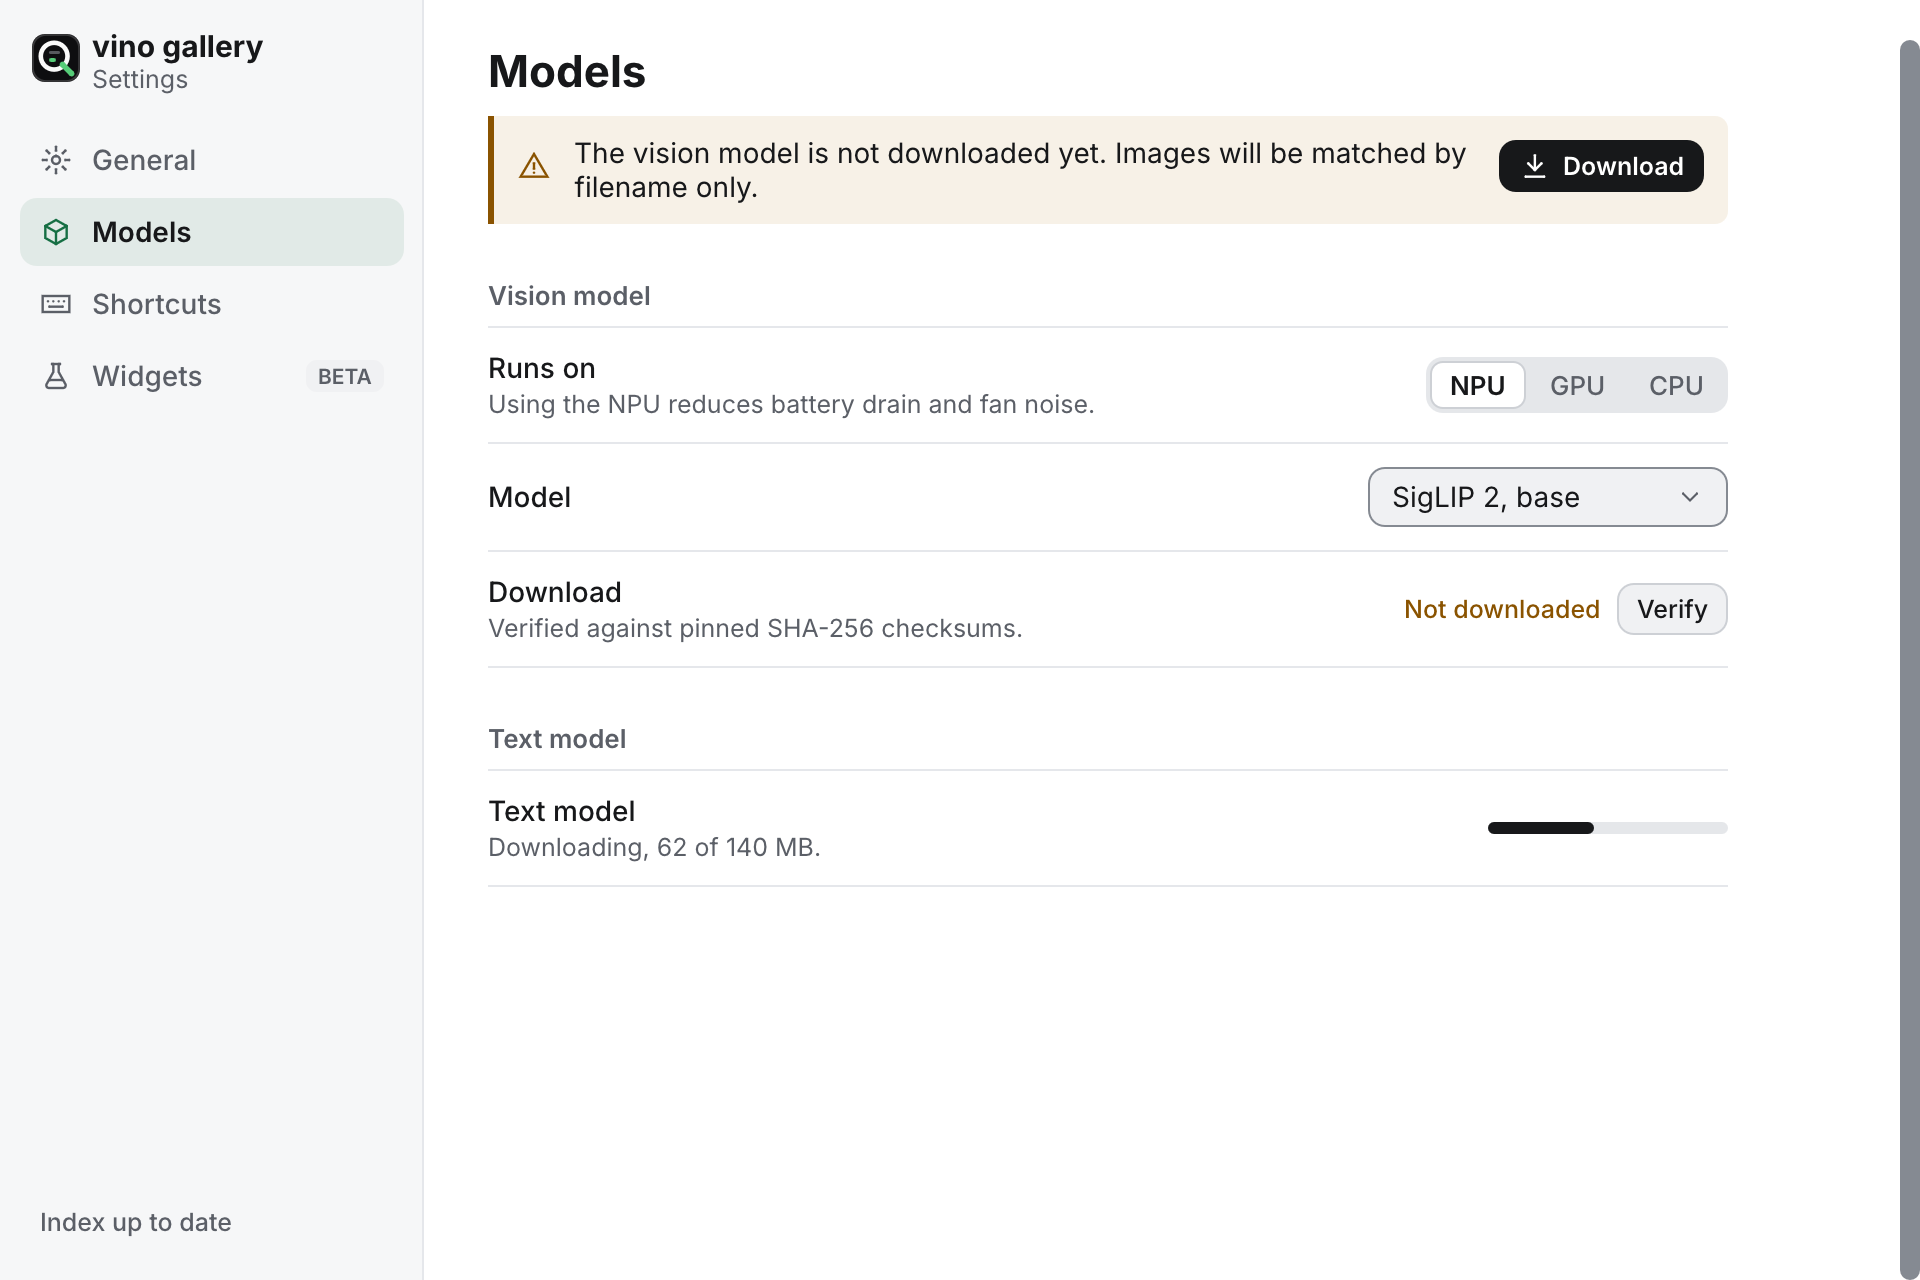 vino gallery
Settings
General
Models
Shortcuts
Widgets BETA
Index up to date
Models
The vision model is not downloaded yet. Images will be matched by
filename only.
Download
Vision model
Runs on
Using the NPU reduces battery drain and fan noise.
NPU GPU CPU
Model
SigLIP 2, base
Download
Verified against pinned SHA-256 checksums.
Not downloaded Verify
Text model
Text model
Downloading, 62 of 140 MB.